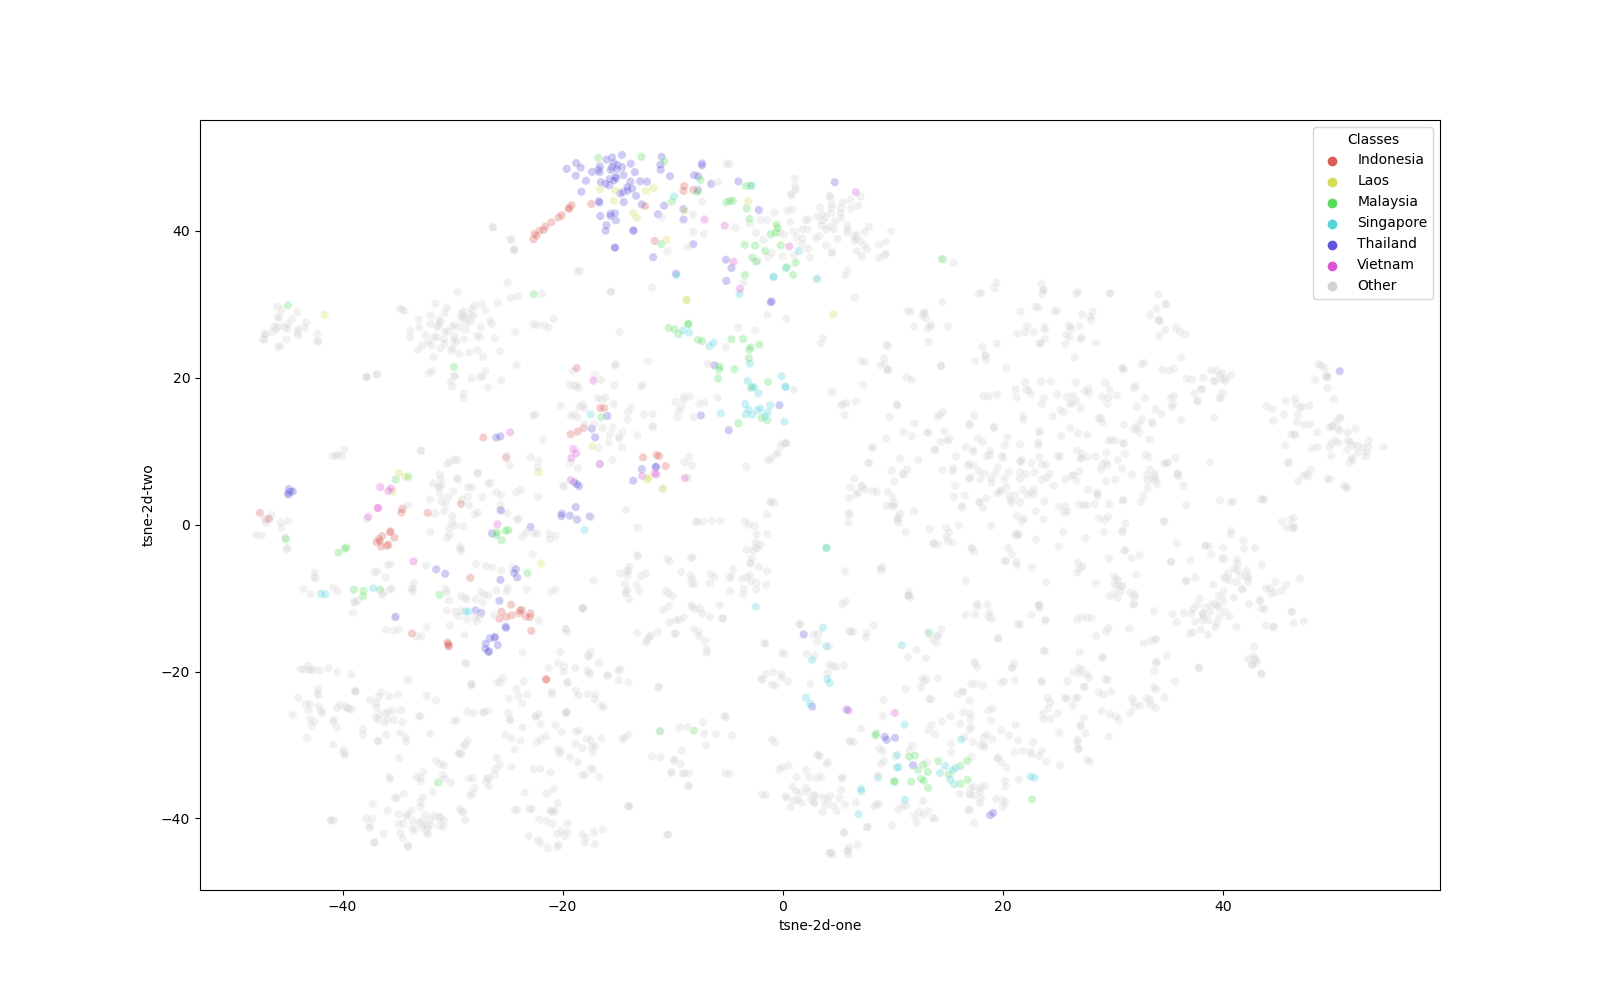 Classes
Indonesia
Laos
Malaysia
Singapore
Thailand
Vietnam
Other
tsne-2d-two
40
20
0
−20
−40
−40
−20
0
20
40
tsne-2d-one